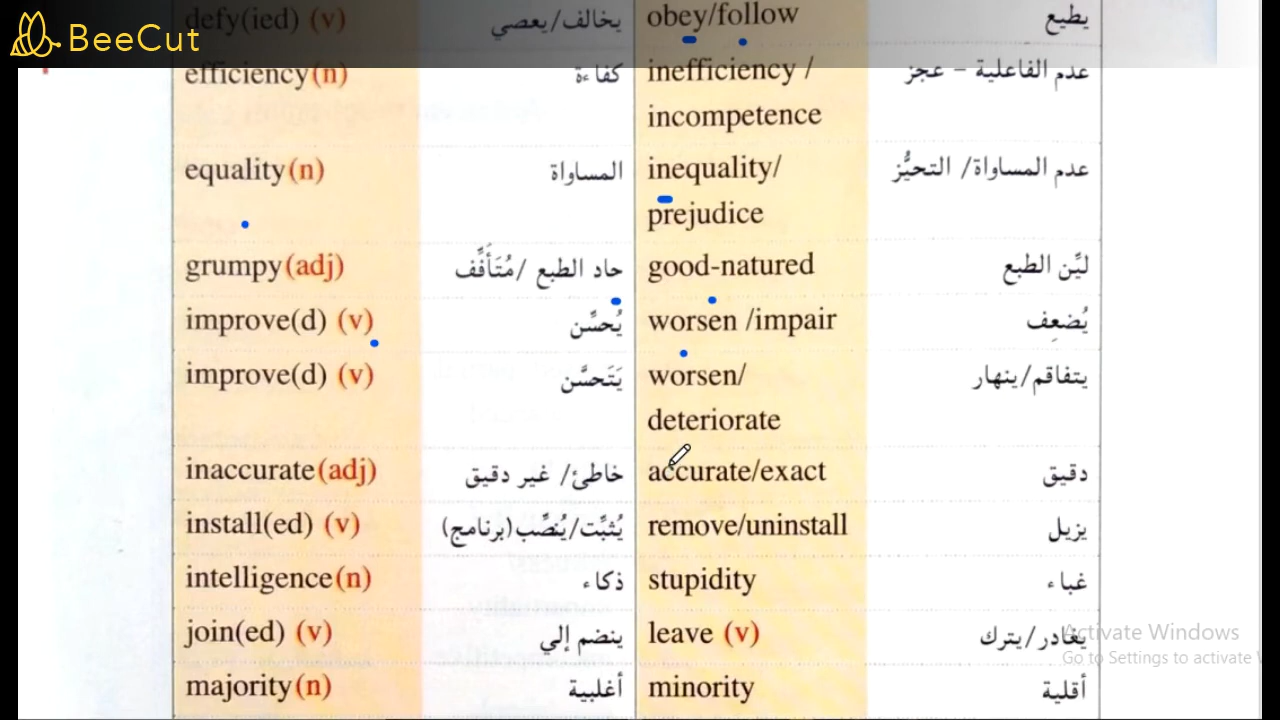 BeeCut
defy(ied) (v) يخالف/يعصي obey/follow يطيع
efficiency(n) كفاءة inefficiency / عدم الفاعلية – عجز
incompetence
equality(n) المساواة inequality/ عدم المساواة/ التحيُّز
prejudice
grumpy(adj) حاد الطبع /مُتَأَفِّف good-natured ليِّن الطبع
improve(d) (v) يُحسِّن worsen /impair يُضعِف
improve(d) (v) يَتَحسَّن worsen/ يتفاقم/ينهار
deteriorate
inaccurate(adj) خاطئ/ غير دقيق accurate/exact دقيق
install(ed) (v) يُثبِّت/يُنصِّب(برنامج) remove/uninstall يزيل
intelligence(n) ذكاء stupidity غباء
join(ed) (v) ينضم إلي leave (v) يغادر/يترك
Activate Windows
Go to Settings to activate
majority(n) أغلبية minority أقلية